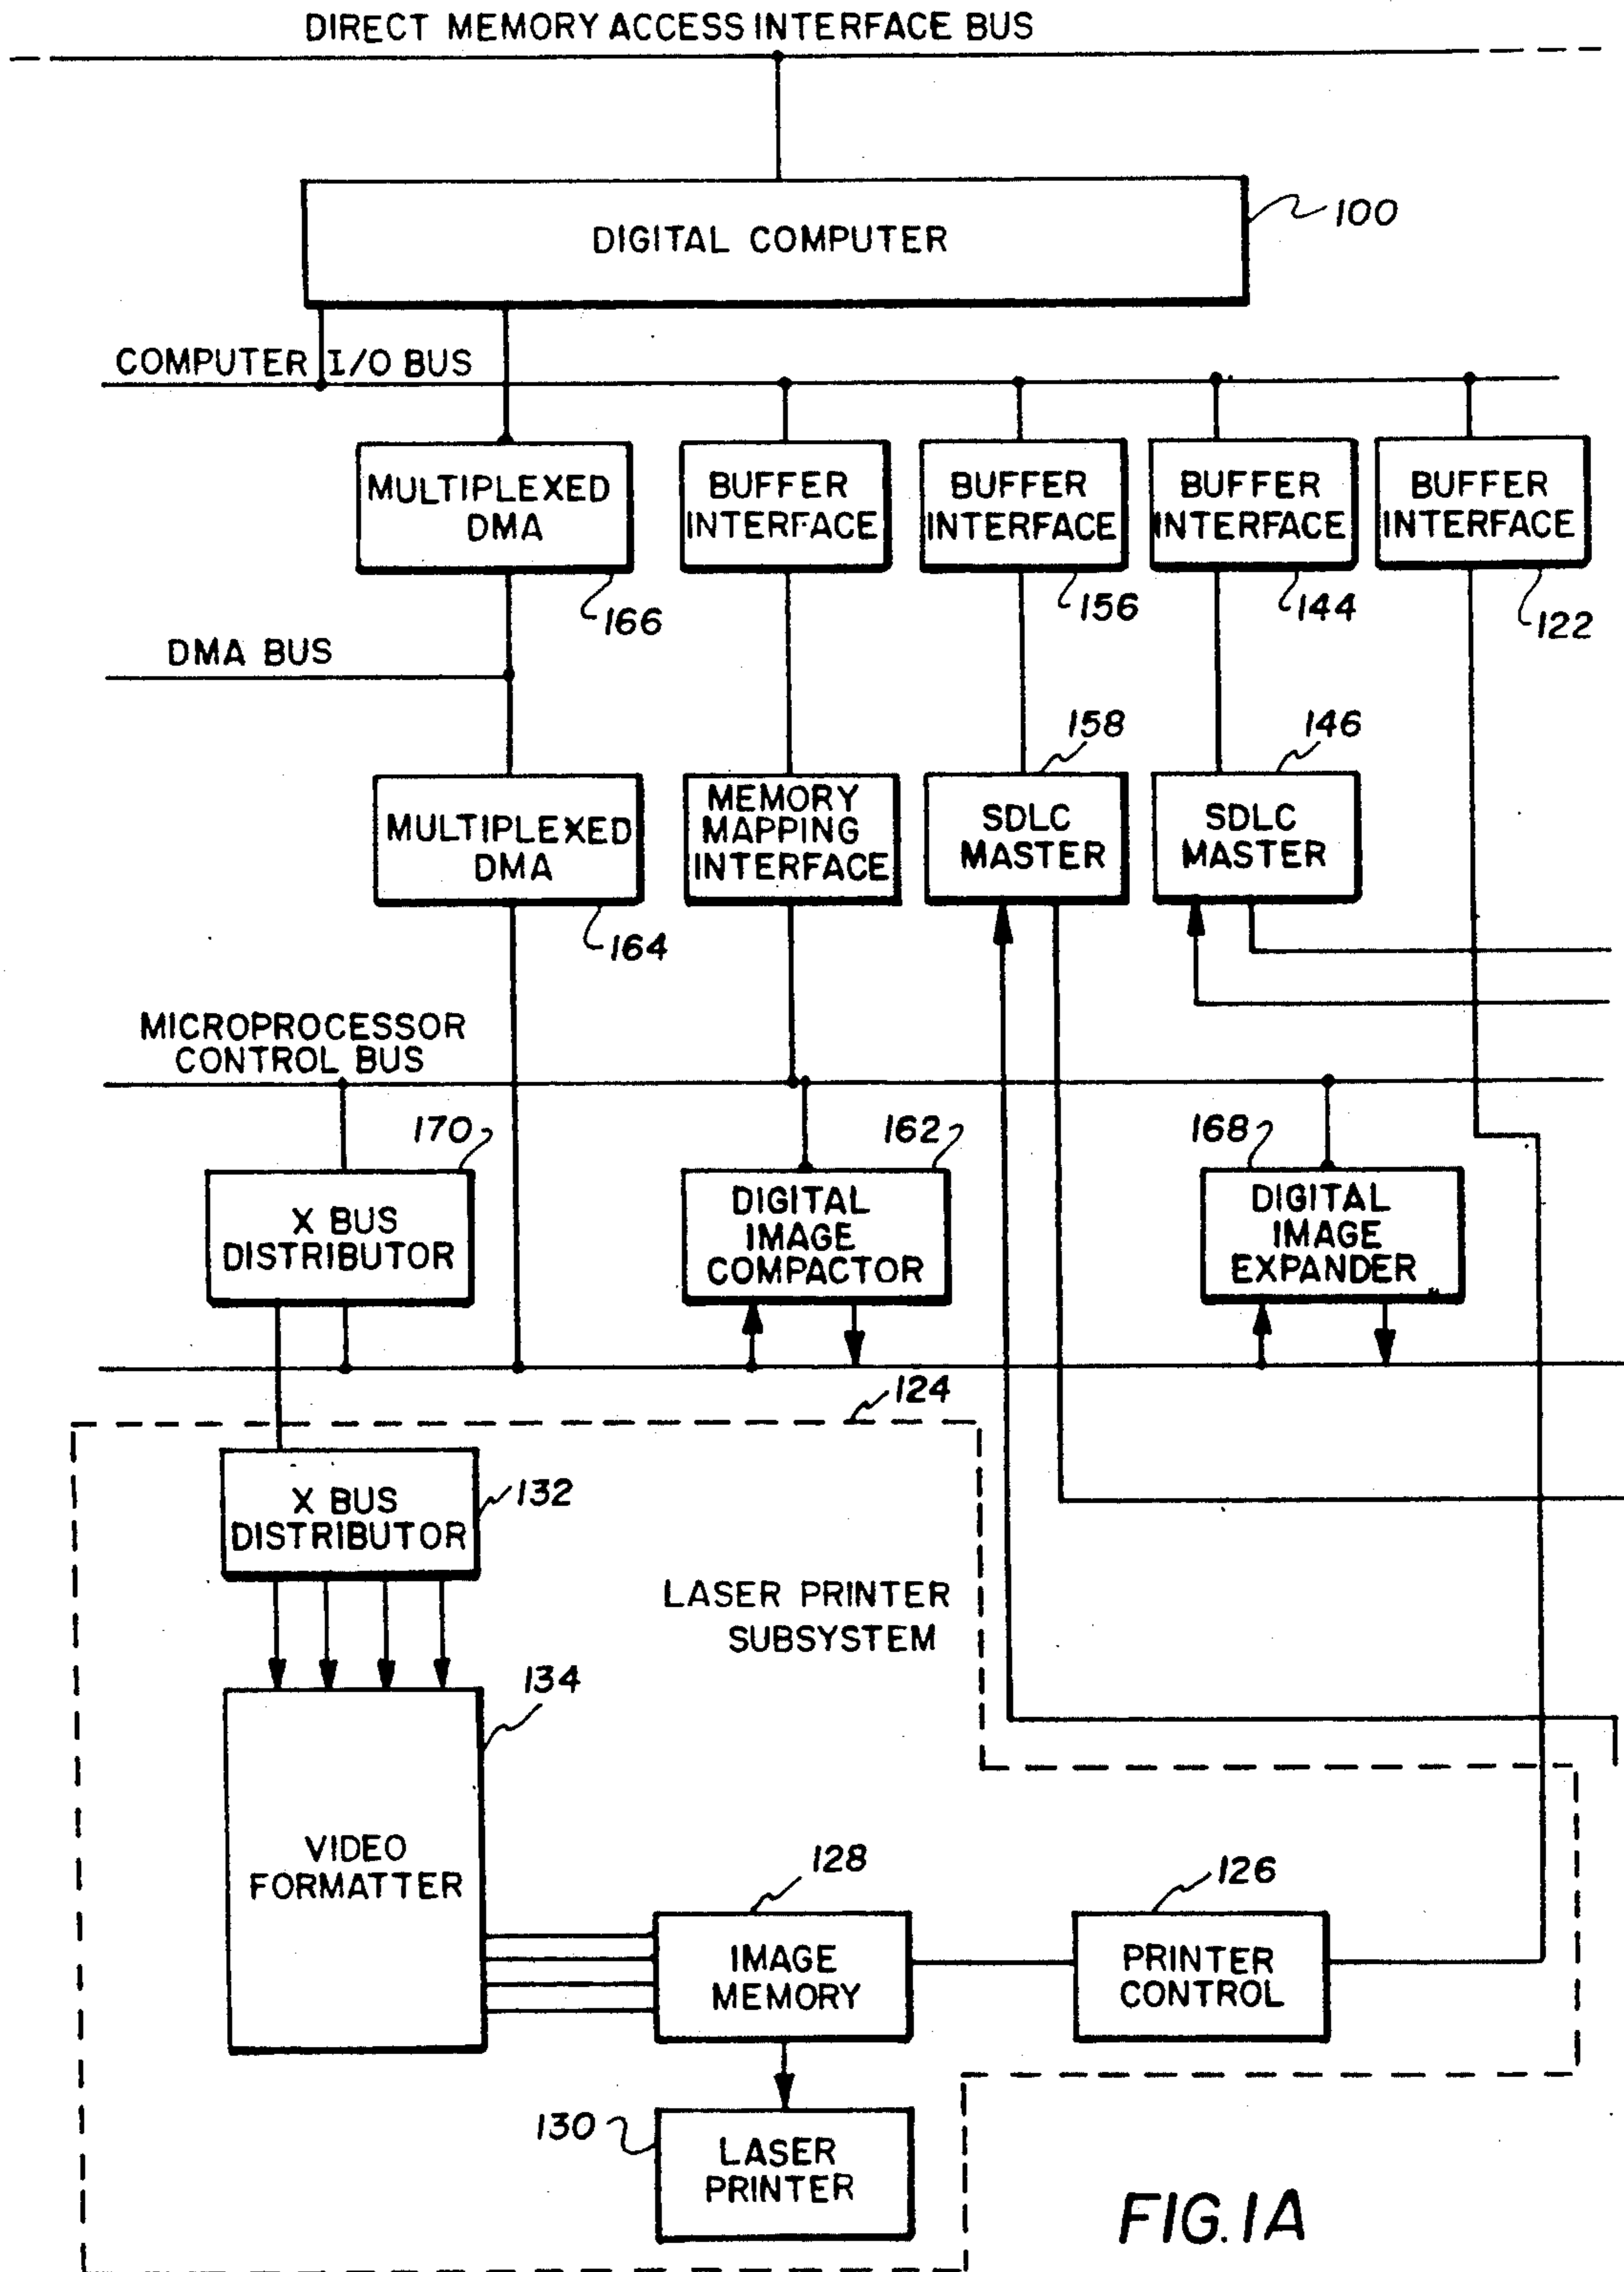 DIRECT MEMORY ACCESS INTERFACE BUS
DIGITAL COMPUTER
100
COMPUTER I/O BUS
MULTIPLEXED
DMA
166
BUFFER
INTERFACE
BUFFER
INTERFACE
156
BUFFER
INTERFACE
144
BUFFER
INTERFACE
122
DMA BUS
MULTIPLEXED
DMA
164
MEMORY
MAPPING
INTERFACE
158
SDLC
MASTER
146
SDLC
MASTER
MICROPROCESSOR
CONTROL BUS
170
X BUS
DISTRIBUTOR
162
DIGITAL
IMAGE
COMPACTOR
168
DIGITAL
IMAGE
EXPANDER
124
X BUS
DISTRIBUTOR
132
LASER PRINTER
SUBSYSTEM
134
VIDEO
FORMATTER
128
IMAGE
MEMORY
126
PRINTER
CONTROL
130
LASER
PRINTER
FIG. 1A